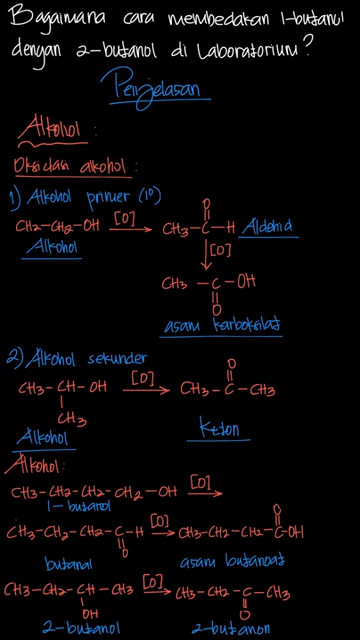 Bagaimana cara membedakan 1-butanol
dengan 2-butanol di Laboratorium?
Penjelasan
Alkohol :
Oksidasi alkohol :
1) Alkohol primer (1°)
CH2-CH2-OH [O] → CH3-C-H Aldehid
O
Alkohol
↓ [O]
CH3 - C - OH
O
asam karboksilat
2) Alkohol sekunder
CH3-CH-OH [O] → CH3-C-CH3
CH3 O
Alkohol Keton
Alkohol:
CH3-CH2-CH2-CH2-OH [O] →
1-butanol
CH3-CH2-CH2-C-H [O] → CH3-CH2-CH2-C-OH
O O
butanal asam butanoat
CH3-CH2-CH-CH3 [O] → CH3-CH2-C-CH3
OH O
2-butanol 2-butanon